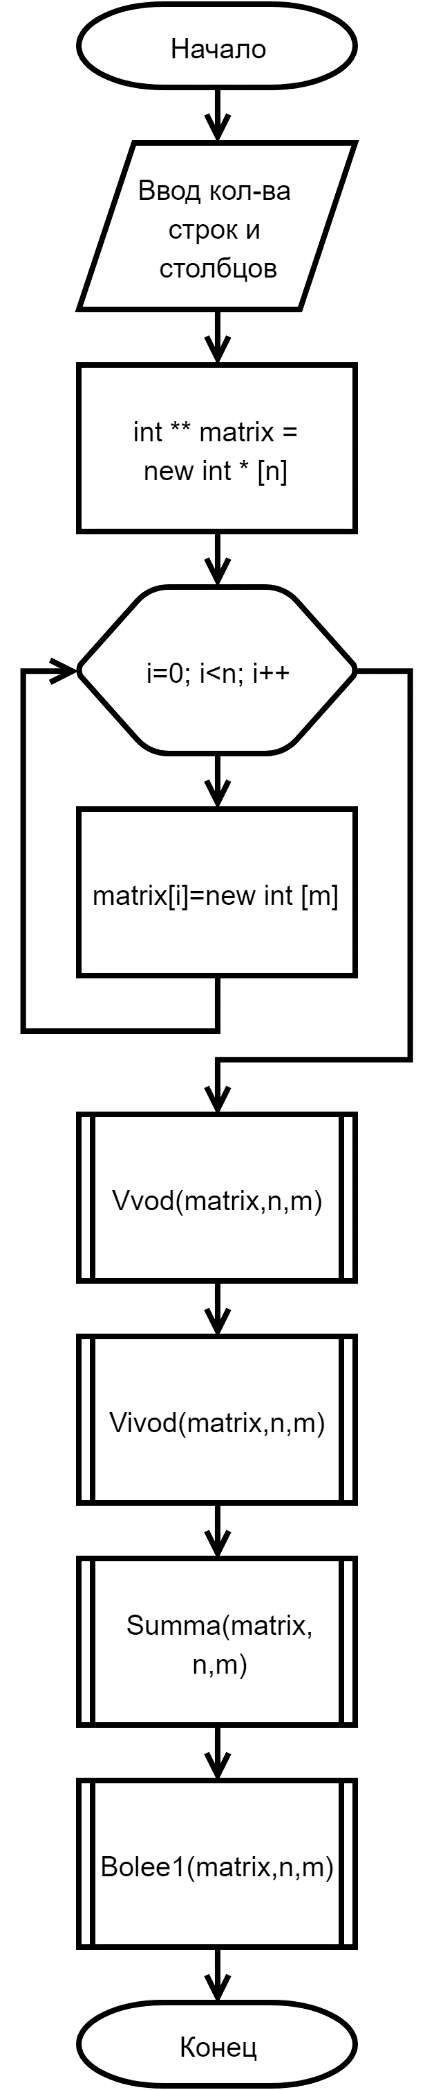 Начало
Ввод кол-ва
строк и
столбцов
int ** matrix =
new int * [n]
i=0; i<n; i++
matrix[i]=new int [m]
Vvod(matrix,n,m)
Vivod(matrix,n,m)
Summa(matrix,
n,m)
Bolee1(matrix,n,m)
Конец